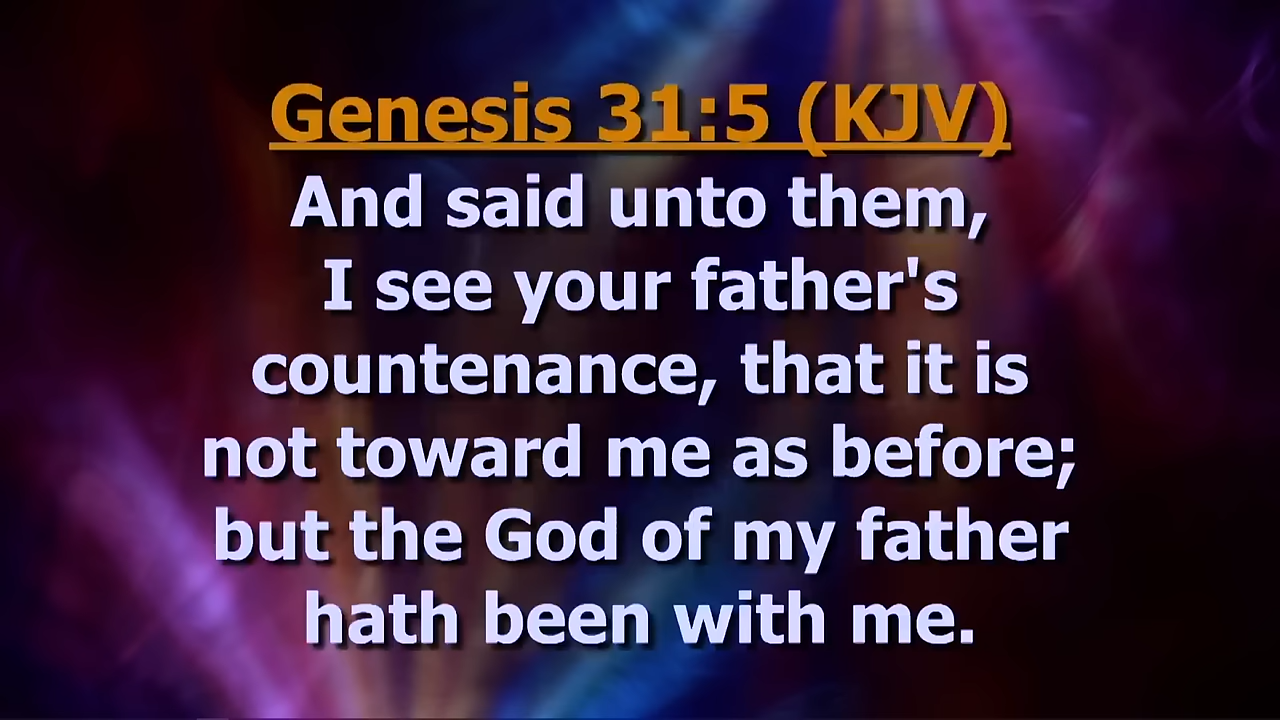 Genesis 31:5 (KJV)
And said unto them,
I see your father's
countenance, that it is
not toward me as before;
but the God of my father
hath been with me.